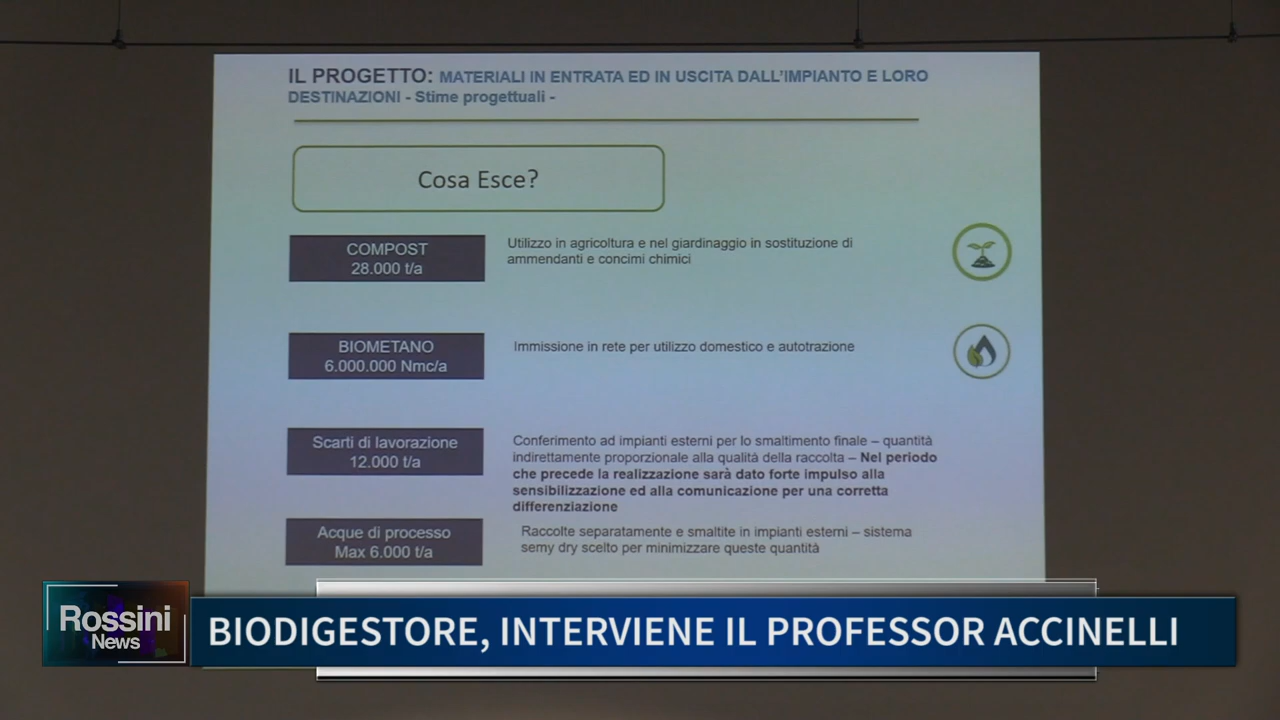 IL PROGETTO: MATERIALI IN ENTRATA ED IN USCITA DALL'IMPIANTO E LORO
DESTINAZIONI - Stime progettuali -
Cosa Esce?
COMPOST
28.000 t/a
Utilizzo in agricoltura e nel giardinaggio in sostituzione di
ammendanti e concimi chimici
BIOMETANO
6.000.000 Nmc/a
Immissione in rete per utilizzo domestico e autotrazione
Scarti di lavorazione
12.000 t/a
Conferimento ad impianti esterni per lo smaltimento finale – quantità
indirettamente proporzionale alla qualità della raccolta – Nel periodo
che precede la realizzazione sarà dato forte impulso alla
sensibilizzazione ed alla comunicazione per una corretta
differenziazione
Acque di processo
Max 6.000 t/a
Raccolte separatamente e smaltite in impianti esterni – sistema
semy dry scelto per minimizzare queste quantità
Rossini
News
BIODIGESTORE, INTERVIENE IL PROFESSOR ACCINELLI